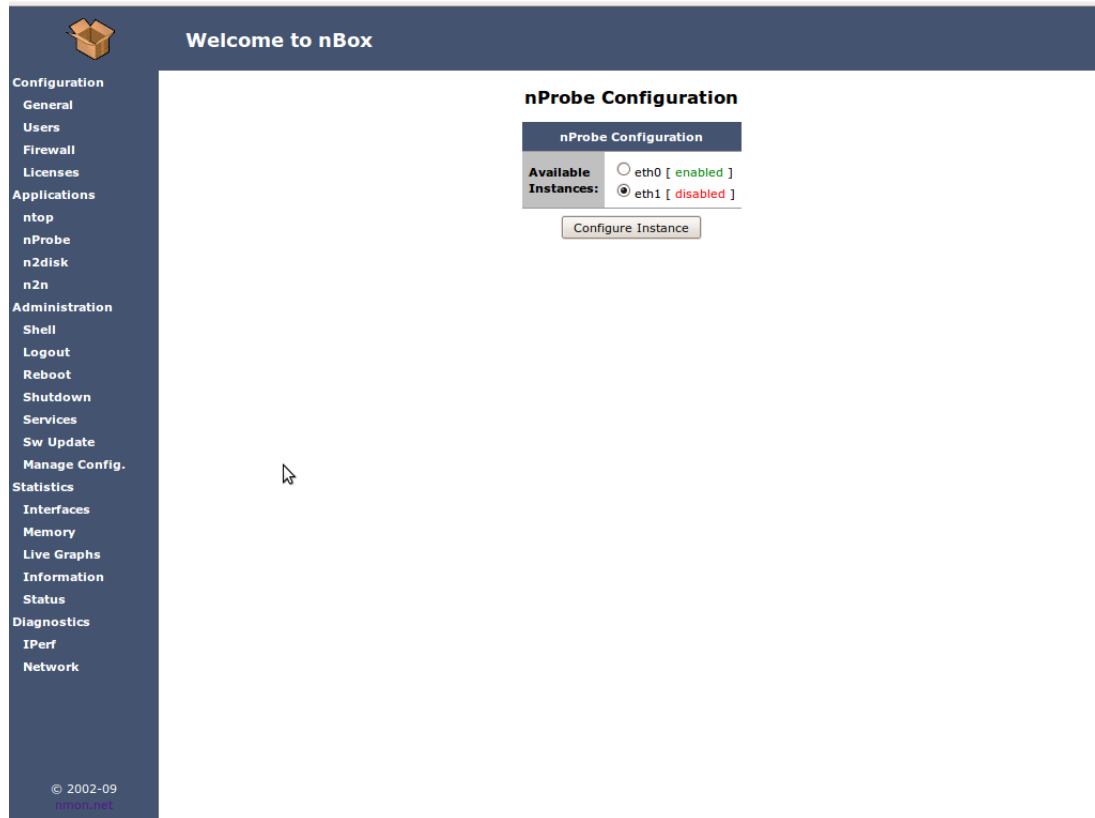 Welcome to nBox
Configuration
General
Users
Firewall
Licenses
Applications
ntop
nProbe
n2disk
n2n
Administration
Shell
Logout
Reboot
Shutdown
Services
Sw Update
Manage Config.
Statistics
Interfaces
Memory
Live Graphs
Information
Status
Diagnostics
IPerf
Network
© 2002-09
nmon.net
nProbe Configuration
nProbe Configuration
Available Instances:
eth0 [ enabled ]
eth1 [ disabled ]
Configure Instance